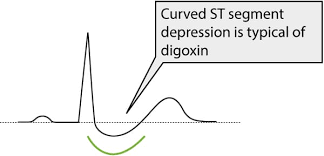 Curved ST segment
depression is typical of
digoxin